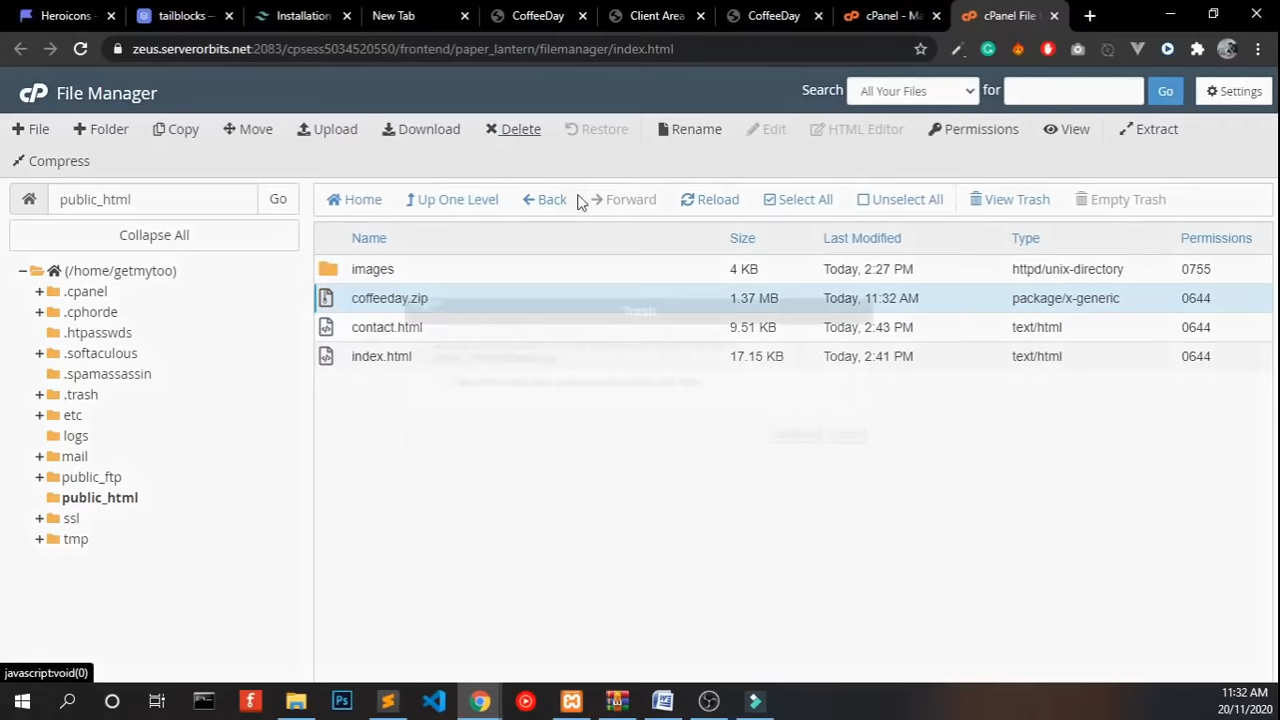 Heroicons
tailblocks —
Installation
New Tab
CoffeeDay
Client Area
CoffeeDay
cPanel - Ma
cPanel File
zeus.serverorbits.net:2083/cpsess5034520550/frontend/paper_lantern/filemanager/index.html
cP File Manager
Search All Your Files for Go Settings
File Folder Copy Move Upload Download Delete Restore Rename Edit HTML Editor Permissions View Extract
Compress
public_html Go
Home Up One Level Back Forward Reload Select All Unselect All View Trash Empty Trash
Collapse All
Name Size Last Modified Type Permissions
(/home/getmytoo)
.cpanel
.cphorde
.htpasswds
.softaculous
.spamassassin
.trash
etc
logs
mail
public_ftp
public_html
ssl
tmp
images 4 KB Today, 2:27 PM httpd/unix-directory 0755
coffeeday.zip 1.37 MB Today, 11:32 AM package/x-generic 0644
Trash
contact.html 9.51 KB Today, 2:43 PM text/html 0644
index.html 17.15 KB Today, 2:41 PM text/html 0644
javascript:void(0)
11:32 AM
20/11/2020